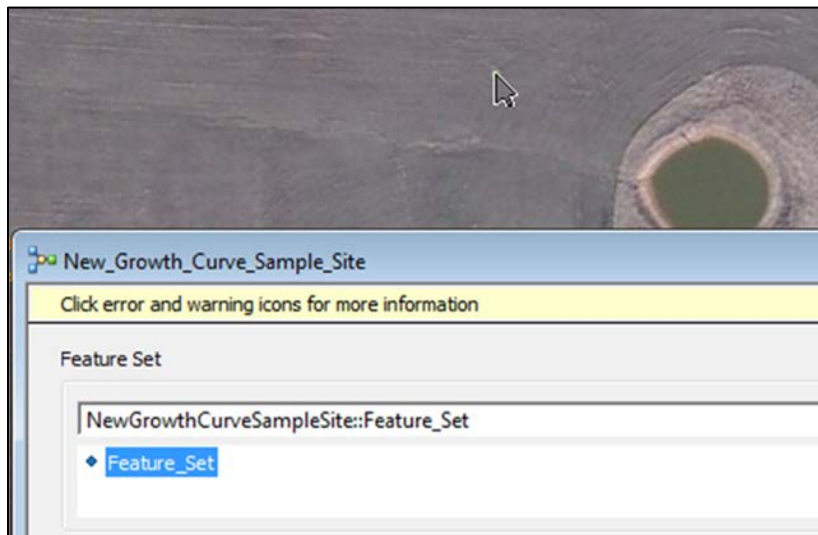 New_Growth_Curve_Sample_Site
Click error and warning icons for more information
Feature Set
NewGrowthCurveSampleSite::Feature_Set
Feature_Set